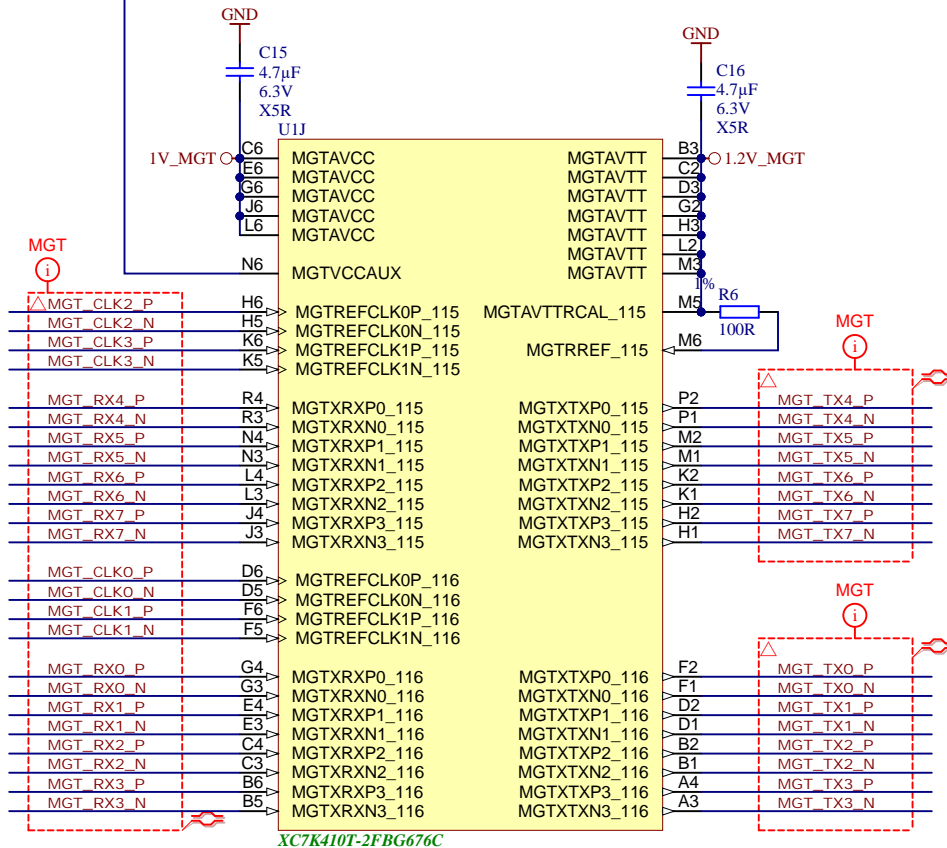 GND
C15
4.7µF
6.3V
X5R
GND
C16
4.7µF
6.3V
X5R
U1J
1V_MGT
C6 MGTAVCC
E6 MGTAVCC
G6 MGTAVCC
J6 MGTAVCC
L6 MGTAVCC
N6 MGTVCCAUX
MGTAVTT B3
1.2V_MGT
MGTAVTT C2
MGTAVTT D3
MGTAVTT G2
MGTAVTT H3
MGTAVTT L2
MGTAVTT M3
1%
R6
100R
MGTAVTTRCAL_115 M5
MGTRREF_115 M6
MGT
i
MGT_CLK2_P H6 MGTREFCLK0P_115
MGT_CLK2_N H5 MGTREFCLK0N_115
MGT_CLK3_P K6 MGTREFCLK1P_115
MGT_CLK3_N K5 MGTREFCLK1N_115
MGT
i
MGT_RX4_P R4 MGTXRXP0_115 MGTXTXP0_115 P2 MGT_TX4_P
MGT_RX4_N R3 MGTXRXN0_115 MGTXTXN0_115 P1 MGT_TX4_N
MGT_RX5_P N4 MGTXRXP1_115 MGTXTXP1_115 M2 MGT_TX5_P
MGT_RX5_N N3 MGTXRXN1_115 MGTXTXN1_115 M1 MGT_TX5_N
MGT_RX6_P L4 MGTXRXP2_115 MGTXTXP2_115 K2 MGT_TX6_P
MGT_RX6_N L3 MGTXRXN2_115 MGTXTXN2_115 K1 MGT_TX6_N
MGT_RX7_P J4 MGTXRXP3_115 MGTXTXP3_115 H2 MGT_TX7_P
MGT_RX7_N J3 MGTXRXN3_115 MGTXTXN3_115 H1 MGT_TX7_N
MGT_CLK0_P D6 MGTREFCLK0P_116
MGT_CLK0_N D5 MGTREFCLK0N_116
MGT_CLK1_P F6 MGTREFCLK1P_116
MGT_CLK1_N F5 MGTREFCLK1N_116
MGT
i
MGT_RX0_P G4 MGTXRXP0_116 MGTXTXP0_116 F2 MGT_TX0_P
MGT_RX0_N G3 MGTXRXN0_116 MGTXTXN0_116 F1 MGT_TX0_N
MGT_RX1_P E4 MGTXRXP1_116 MGTXTXP1_116 D2 MGT_TX1_P
MGT_RX1_N E3 MGTXRXN1_116 MGTXTXN1_116 D1 MGT_TX1_N
MGT_RX2_P C4 MGTXRXP2_116 MGTXTXP2_116 B2 MGT_TX2_P
MGT_RX2_N C3 MGTXRXN2_116 MGTXTXN2_116 B1 MGT_TX2_N
MGT_RX3_P B6 MGTXRXP3_116 MGTXTXP3_116 A4 MGT_TX3_P
MGT_RX3_N B5 MGTXRXN3_116 MGTXTXN3_116 A3 MGT_TX3_N
XC7K410T-2FBG676C